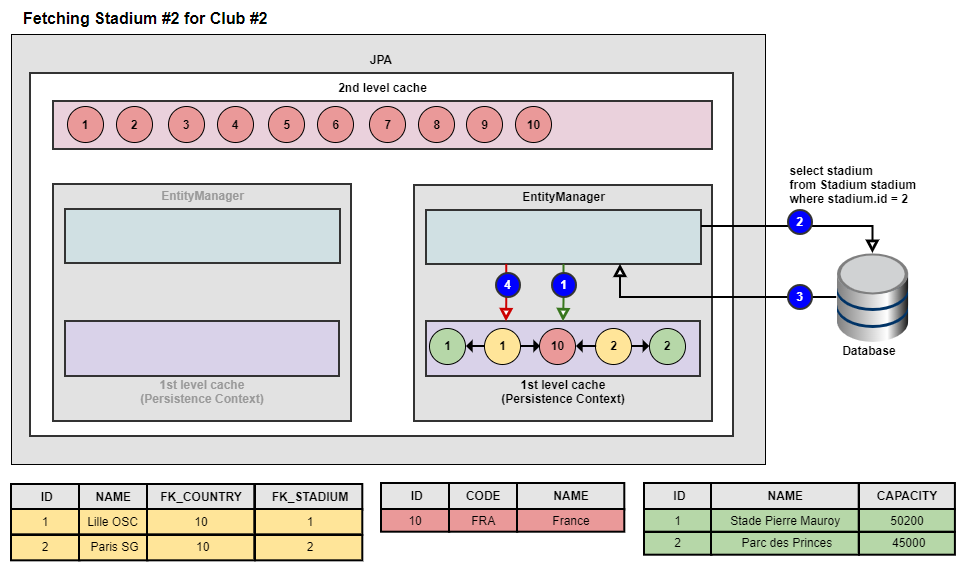 Fetching Stadium #2 for Club #2
JPA
2nd level cache
1 2 3 4 5 6 7 8 9 10
EntityManager
1st level cache
(Persistence Context)
EntityManager
4 1
1 1 10 2 2
1st level cache
(Persistence Context)
select stadium
from Stadium stadium
where stadium.id = 2
2
3
Database
ID NAME FK_COUNTRY FK_STADIUM
1 Lille OSC 10 1
2 Paris SG 10 2
ID CODE NAME
10 FRA France
ID NAME CAPACITY
1 Stade Pierre Mauroy 50200
2 Parc des Princes 45000